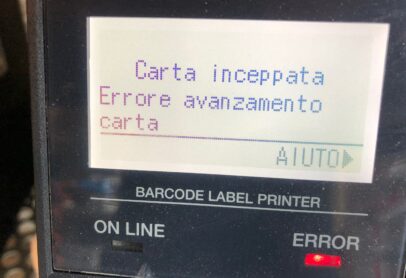 Carta inceppata
Errore avanzamento
carta
AIUTO▶
BARCODE LABEL PRINTER
ON LINE
ERROR